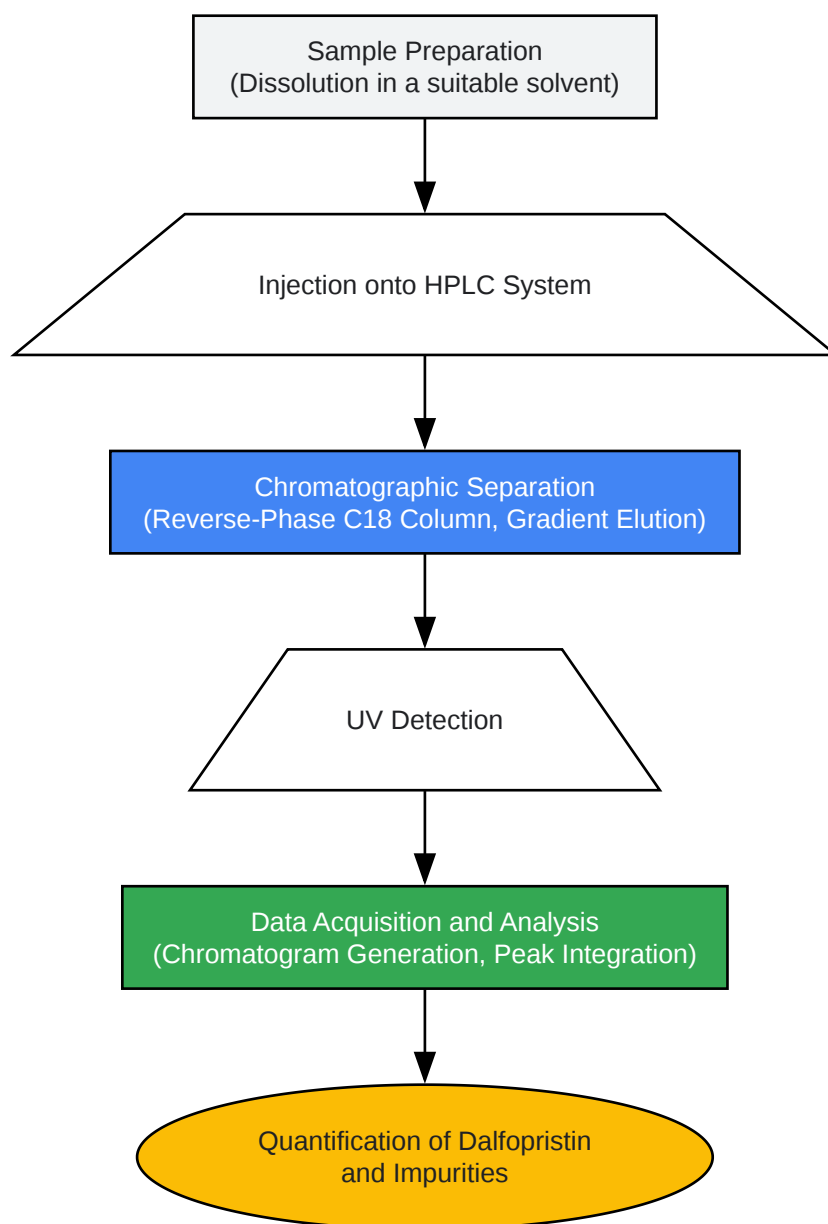 Sample Preparation
(Dissolution in a suitable solvent)
Injection onto HPLC System
Chromatographic Separation
(Reverse-Phase C18 Column, Gradient Elution)
UV Detection
Data Acquisition and Analysis
(Chromatogram Generation, Peak Integration)
Quantification of Dalfopristin
and Impurities